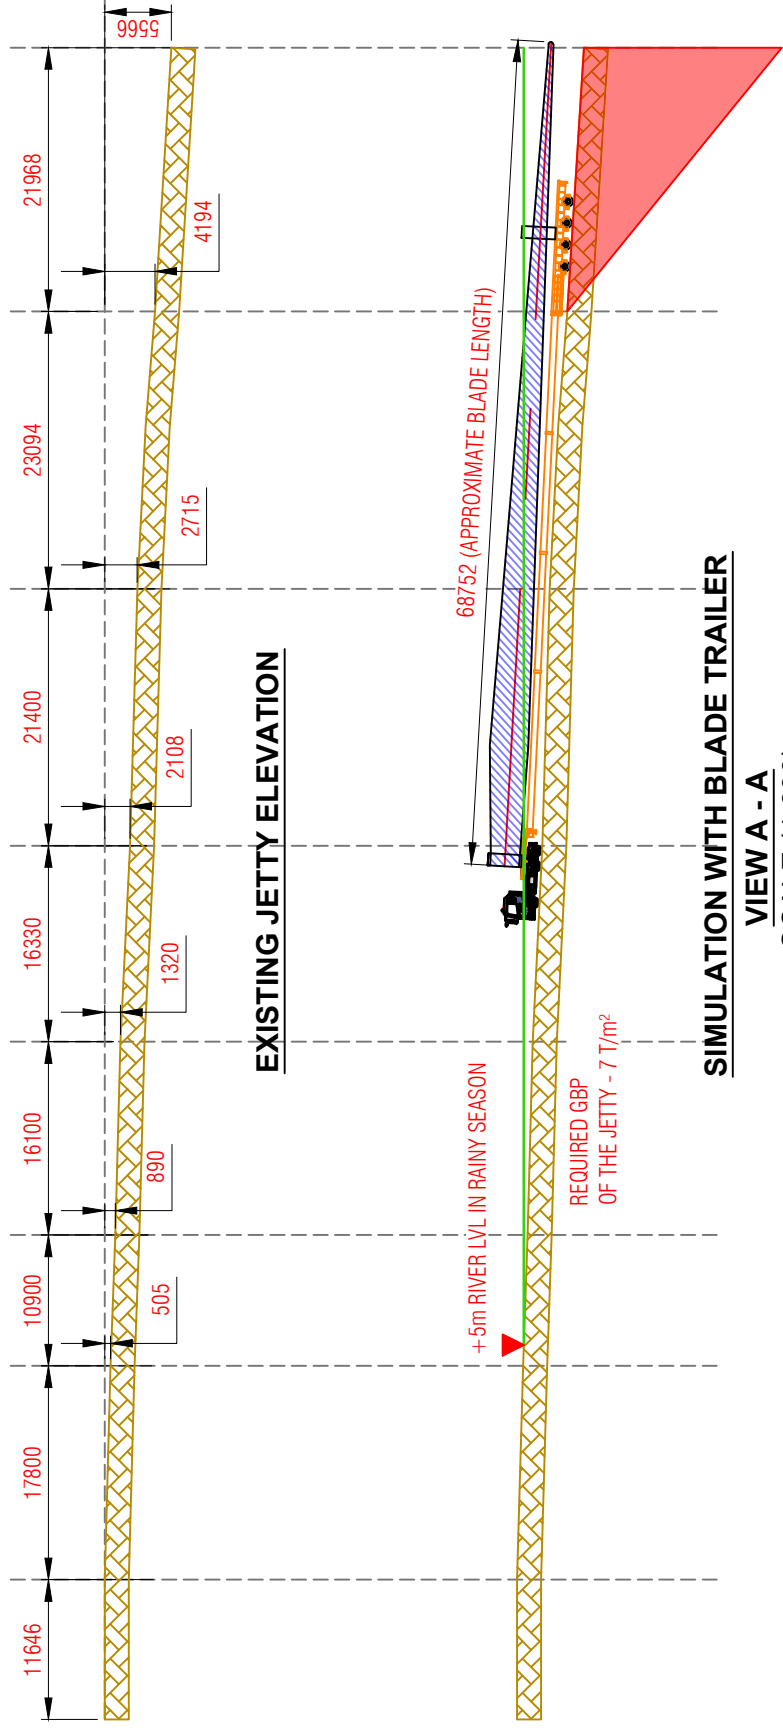 11646
17800
10900
16100
16330
21400
23094
21968
505
890
1320
2108
2715
4194
5566
EXISTING JETTY ELEVATION
68752 (APPROXIMATE BLADE LENGTH)
+5m RIVER LVL IN RAINY SEASON
REQUIRED GBP
OF THE JETTY - 7 T/m²
SIMULATION WITH BLADE TRAILER
VIEW A - A